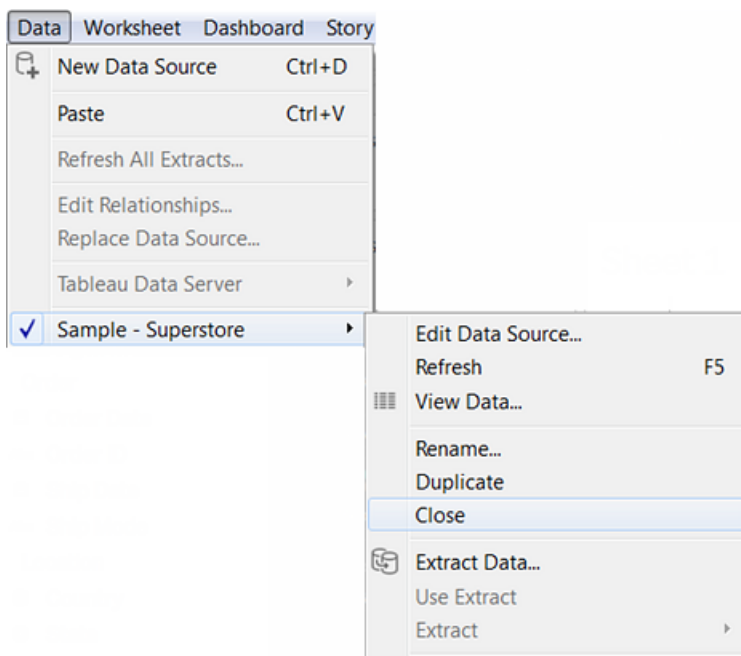 Data Worksheet Dashboard Story
New Data Source Ctrl+D
Paste Ctrl+V
Refresh All Extracts...
Edit Relationships...
Replace Data Source...
Tableau Data Server
Sample - Superstore
Edit Data Source...
Refresh F5
View Data...
Rename...
Duplicate
Close
Extract Data...
Use Extract
Extract